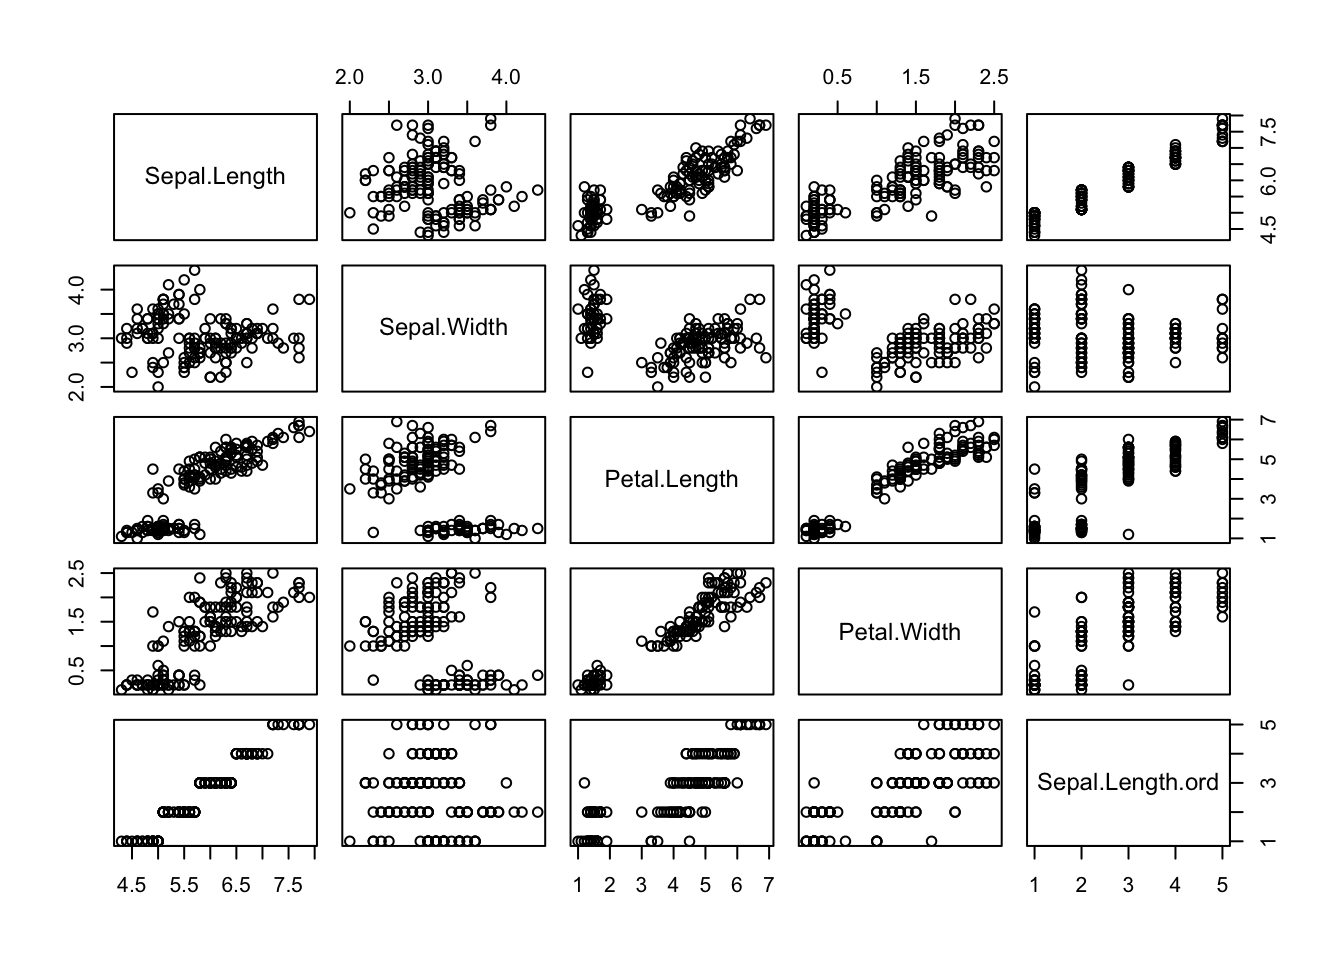 2.0 3.0 4.0 0.5 1.5 2.5
Sepal.Length 4.5 6.0 7.5
2.0 3.0 4.0 Sepal.Width
Petal.Length 1 3 5 7
0.5 1.5 2.5 Petal.Width
Sepal.Length.ord 1 3 5
4.5 5.5 6.5 7.5 1 2 3 4 5 6 7 1 2 3 4 5